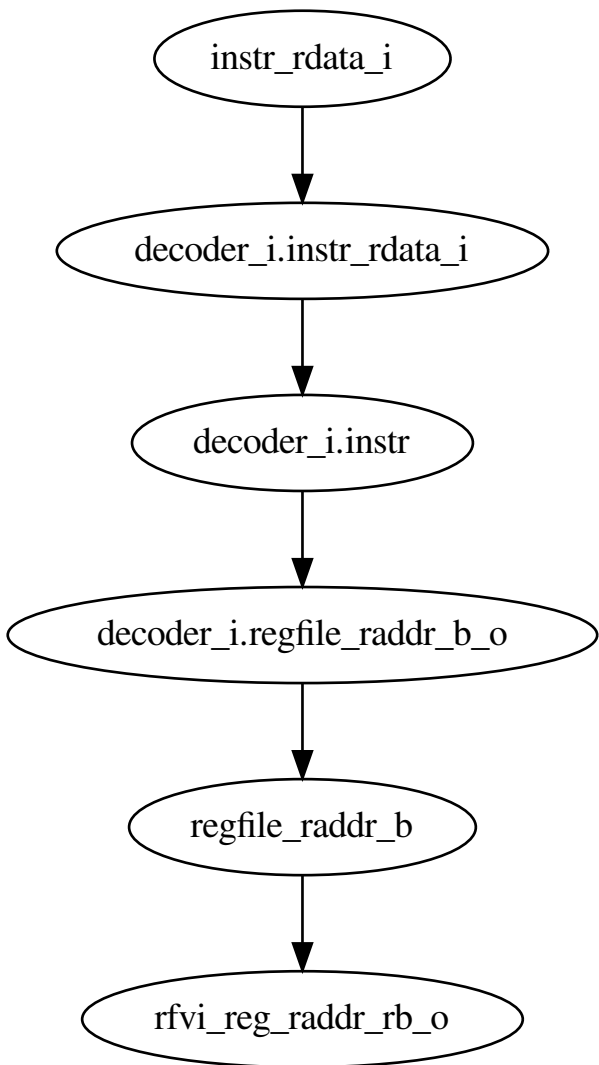 instr_rdata_i
decoder_i.instr_rdata_i
decoder_i.instr
decoder_i.regfile_raddr_b_o
regfile_raddr_b
rfvi_reg_raddr_rb_o